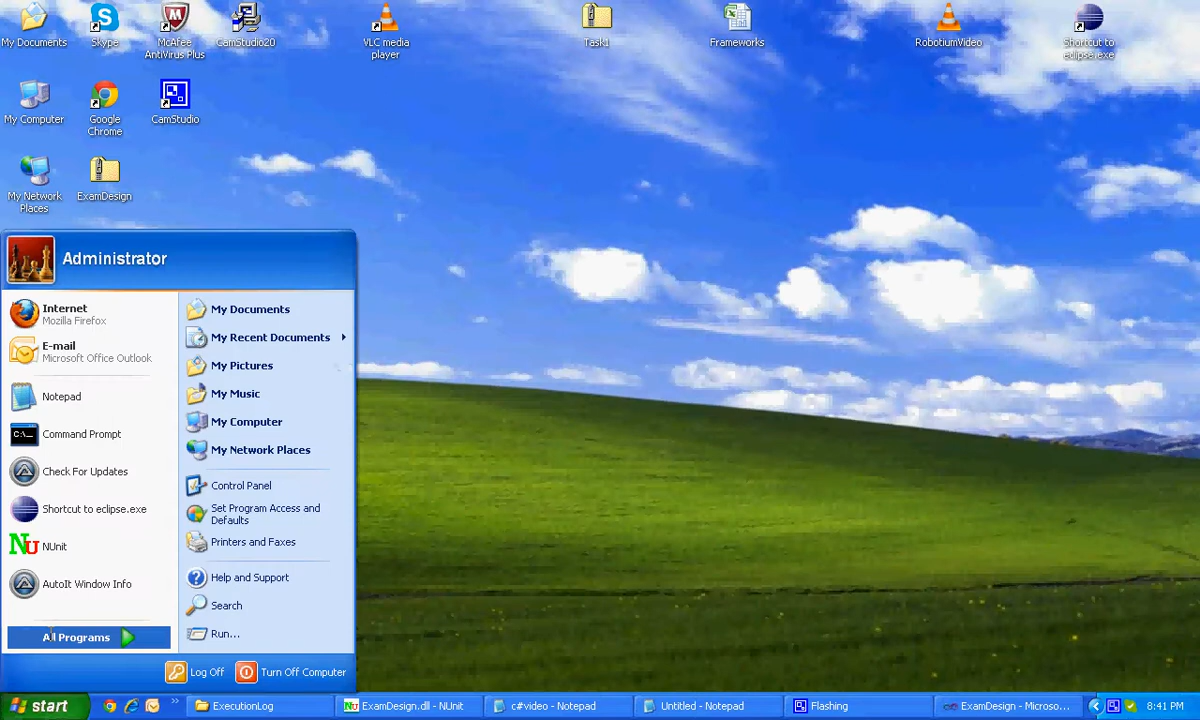 My Documents
Skype
McAfee
AntiVirus Plus
CamStudio20
VLC media
player
Task1
Frameworks
RobotiumVideo
Shortcut to
eclipse.exe
My Computer
Google
Chrome
CamStudio
My Network
Places
ExamDesign
Administrator
Internet
Mozilla Firefox
E-mail
Microsoft Office Outlook
Notepad
C:\_
Command Prompt
Check For Updates
Shortcut to eclipse.exe
NU
NUnit
AutoIt Window Info
All Programs
My Documents
My Recent Documents
My Pictures
My Music
My Computer
My Network Places
Control Panel
Set Program Access and
Defaults
Printers and Faxes
Help and Support
Search
Run...
Log Off
Turn Off Computer
start
ExecutionLog
NU
ExamDesign.dll - NUnit
c#video - Notepad
Untitled - Notepad
Flashing
ExamDesign - Microso...
8:41 PM